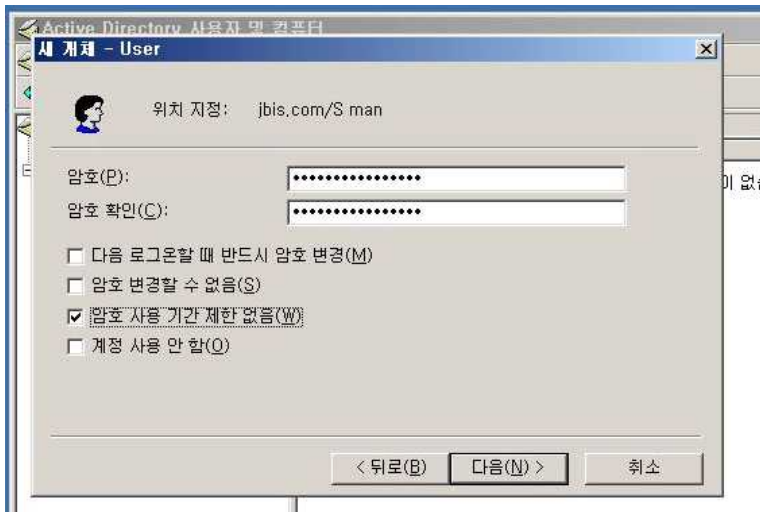 Active Directory 사용자 및 컴퓨터
새 개체 - User
위치 지정: jbis.com/S man
암호(P):
암호 확인(C):
다음 로그온할 때 반드시 암호 변경(M)
암호 변경할 수 없음(S)
암호 사용 기간 제한 없음(W)
계정 사용 안 함(O)
< 뒤로(B) 다음(N) > 취소